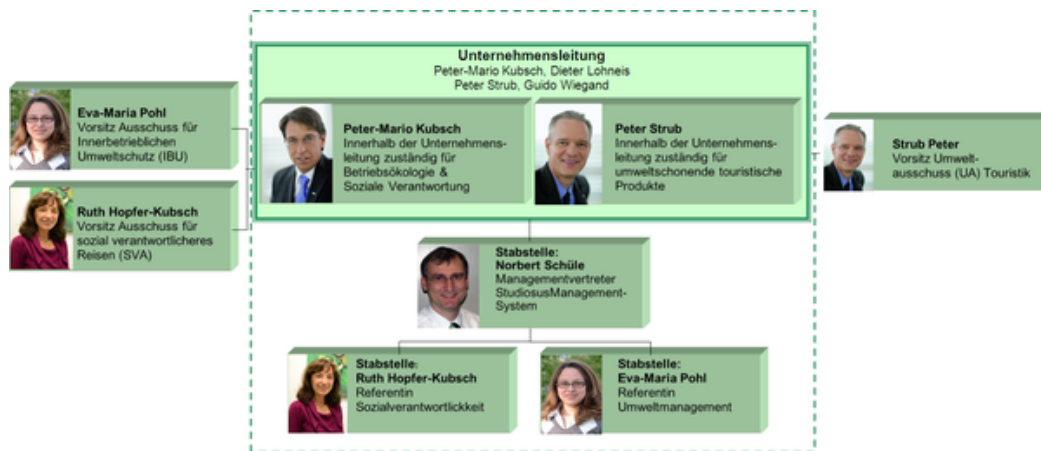 Unternehmensleitung
Peter-Mario Kubsch, Dieter Lohneis
Peter Strub, Guido Wiegand
Eva-Maria Pohl
Vorsitz Ausschuss für
Innerbetrieblichen
Umweltschutz (IBU)
Ruth Hopfer-Kubsch
Vorsitz Ausschuss für
sozial verantwortlicheres
Reisen (SVA)
Peter-Mario Kubsch
Innerhalb der Unternehmens-
leitung zuständig für
Betriebsökologie &
Soziale Verantwortung
Peter Strub
Innerhalb der Unternehmens-
leitung zuständig für
umweltschonende touristische
Produkte
Strub Peter
Vorsitz Umwelt-
ausschuss (UA) Touristik
Stabstelle:
Norbert Schüle
Managementvertreter
StudiosusManagement-
System
Stabstelle:
Ruth Hopfer-Kubsch
Referentin
Sozialverantwortlickkeit
Stabstelle:
Eva-Maria Pohl
Referentin
Umweltmanagement